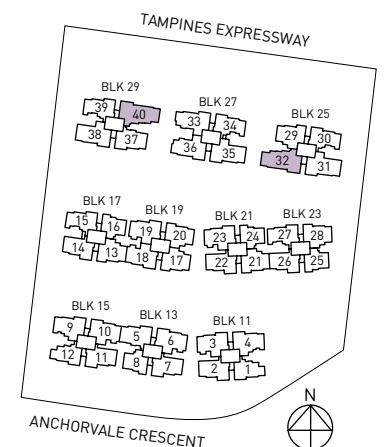 TAMPINES EXPRESSWAY
BLK 29
39 40
38 37
BLK 27
33 34
36 35
BLK 25
29 30
32 31
BLK 17
15 16
14 13
BLK 19
19 20
18 17
BLK 21
23 24
22 21
BLK 23
27 28
26 25
BLK 15
9 10
12 11
BLK 13
5 6
8 7
BLK 11
3 4
2 1
ANCHORVALE CRESCENT
N